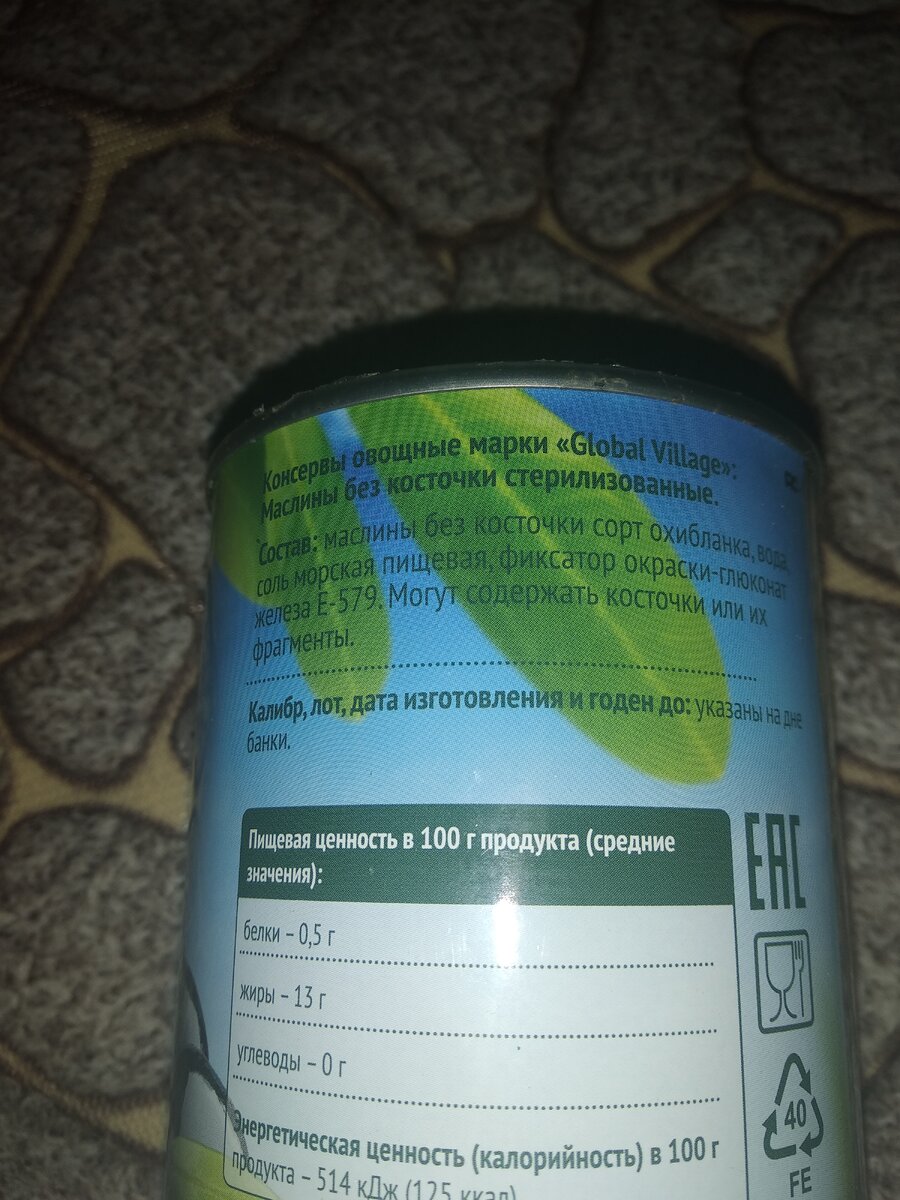 Консервы овощные марки «Global Village»:
Маслины без косточки стерилизованные.
Состав: маслины без косточки сорт охибланка, вода,
соль морская пищевая, фиксатор окраски-глюконат
железа Е-579. Могут содержать косточки или их
фрагменты.
Калибр, лот, дата изготовления и годен до: указаны на дне
банки.
Пищевая ценность в 100 г продукта (средние
значения):
белки – 0,5 г
жиры – 13 г
углеводы – 0 г
Энергетическая ценность (калорийность) в 100 г
продукта – 514 кДж (125 ккал)
EAC
40
FE